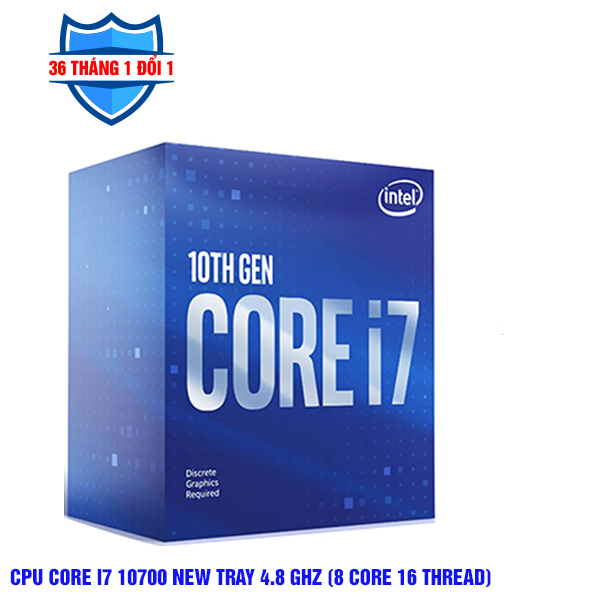 36 THÁNG 1 ĐỔI 1
intel
10TH GEN
CORE i7
Discrete
Graphics
Required
CPU CORE I7 10700 NEW TRAY 4.8 GHZ (8 CORE 16 THREAD)